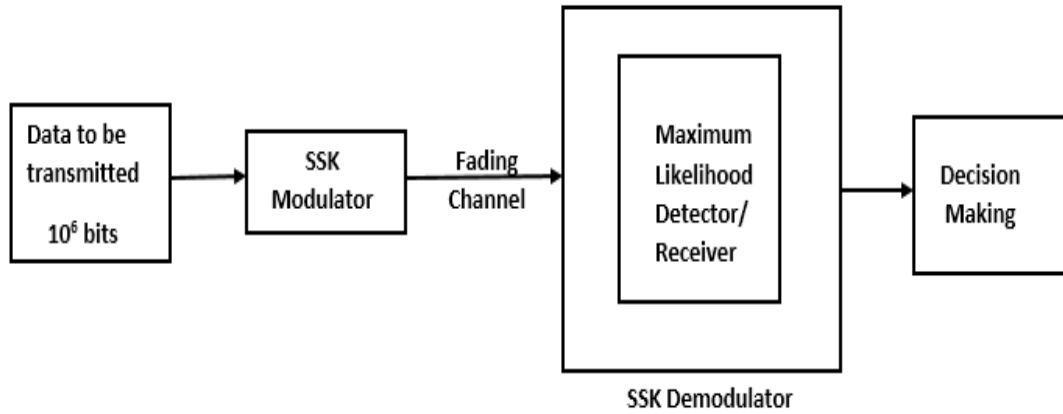 Data to be
transmitted
10⁶ bits
SSK
Modulator
Fading
Channel
Maximum
Likelihood
Detector/
Receiver
SSK Demodulator
Decision
Making